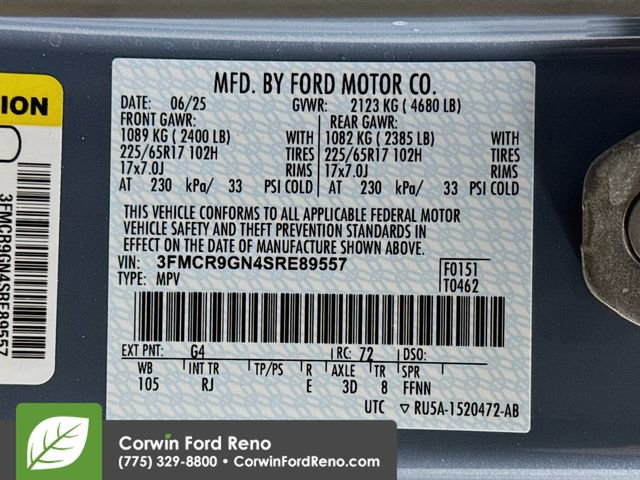 MFD. BY FORD MOTOR CO.
DATE: 06/25 GVWR: 2123 KG ( 4680 LB)
FRONT GAWR: REAR GAWR:
1089 KG ( 2400 LB) WITH 1082 KG ( 2385 LB) WITH
225/65R17 102H TIRES 225/65R17 102H TIRES
17x7.0J RIMS 17x7.0J RIMS
AT 230 kPa/ 33 PSI COLD AT 230 kPa/ 33 PSI COLD
THIS VEHICLE CONFORMS TO ALL APPLICABLE FEDERAL MOTOR
VEHICLE SAFETY AND THEFT PREVENTION STANDARDS IN
EFFECT ON THE DATE OF MANUFACTURE SHOWN ABOVE.
VIN: 3FMCR9GN4SRE89557 F0151
TYPE: MPV T0462
EXT PNT: G4 RC: 72 DSO:
WB INT TR TP/PS R AXLE TR SPR
105 RJ E 3D 8 FFNN
UTC RU5A-1520472-AB
ION
3FMCR9GN4SRE89557
Corwin Ford Reno
(775) 329-8800 • CorwinFordReno.com